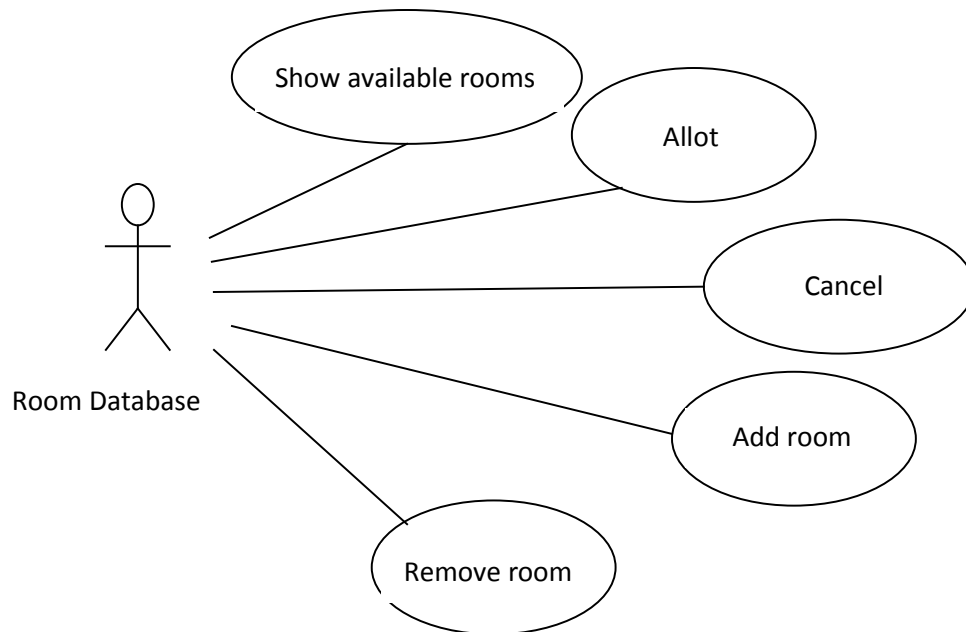 Show available rooms
Allot
Cancel
Room Database
Add room
Remove room